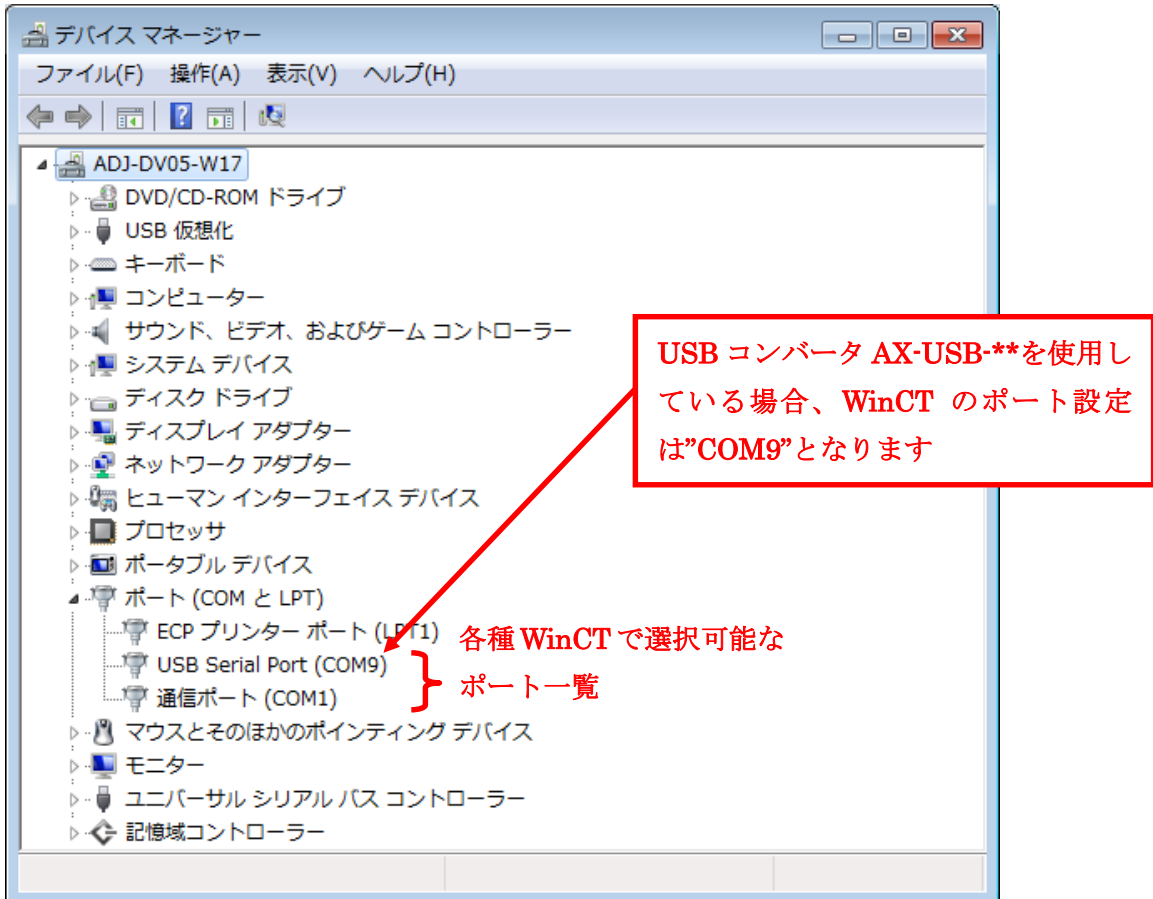 デバイス マネージャー
ファイル(F) 操作(A) 表示(V) ヘルプ(H)
ADJ-DV05-W17
DVD/CD-ROM ドライブ
USB 仮想化
キーボード
コンピューター
サウンド、ビデオ、およびゲーム コントローラー
システム デバイス
ディスク ドライブ
ディスプレイ アダプター
ネットワーク アダプター
ヒューマン インターフェイス デバイス
プロセッサ
ポータブル デバイス
ポート (COM と LPT)
ECP プリンター ポート (LPT1)
USB Serial Port (COM9)
通信ポート (COM1)
マウスとそのほかのポインティング デバイス
モニター
ユニバーサル シリアル バス コントローラー
記憶域コントローラー
USB コンバータ AX-USB-**を使用し
ている場合、WinCT のポート設定
は”COM9”となります
各種 WinCT で選択可能な
ポート一覧